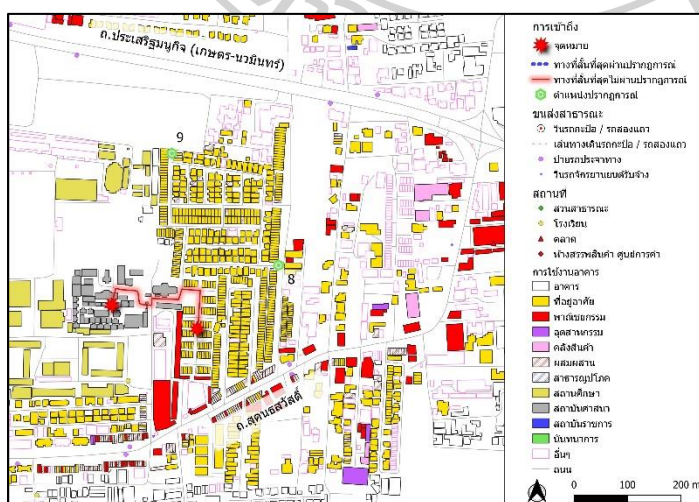 ถ.ประเสริฐมนูกิจ (เกษตร-นวมินทร์)
9
8
ถ.สุคนธสวัสดิ์
การเข้าถึง
จุดหมาย
ทางที่สั้นที่สุดผ่านปรากฏการณ์
ทางที่สั้นที่สุดไม่ผ่านปรากฏการณ์
ตำแหน่งปรากฏการณ์
ขนส่งสาธารณะ
วินรถกะป๊อ / รถสองแถว
เส้นทางเดินรถกะป๊อ / รถสองแถว
ป้ายรถประจำทาง
วินรถจักรยานยนต์รับจ้าง
สถานที่
สวนสาธารณะ
โรงเรียน
ตลาด
ห้างสรรพสินค้า ศูนย์การค้า
การใช้งานอาคาร
อาคาร
ที่อยู่อาศัย
พาณิชยกรรม
อุตสาหกรรม
คลังสินค้า
ผสมผสาน
สาธารณูปโภค
สถานศึกษา
สถาบันศาสนา
สถาบันราชการ
นันทนาการ
อื่นๆ
ถนน
0 100 200 m